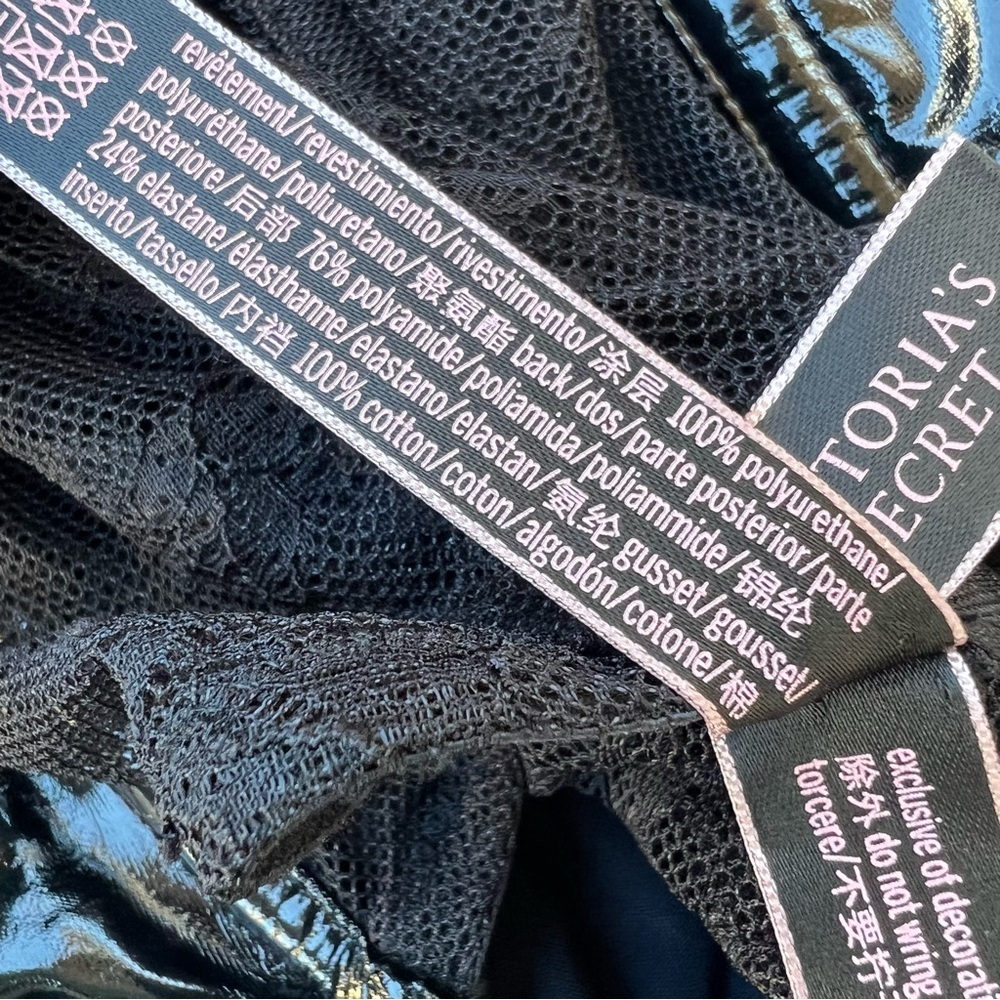 revêtement/revestimiento/rivestimento/涂层 100% polyurethane/
polyuréthane/poliuretano/聚氨酯 back/dos/parte posterior/parte
posteriore/后部 76% polyamide/poliamida/poliammide/锦纶
24% elastane/élasthanne/elastano/elastan/氨纶 gusset/gousset/
inserto/tassello/内裆 100% cotton/coton/algodón/cotone/棉
TORIA'S
ECRET
exclusive of decorati
除外 do not wring
torcere/不要拧